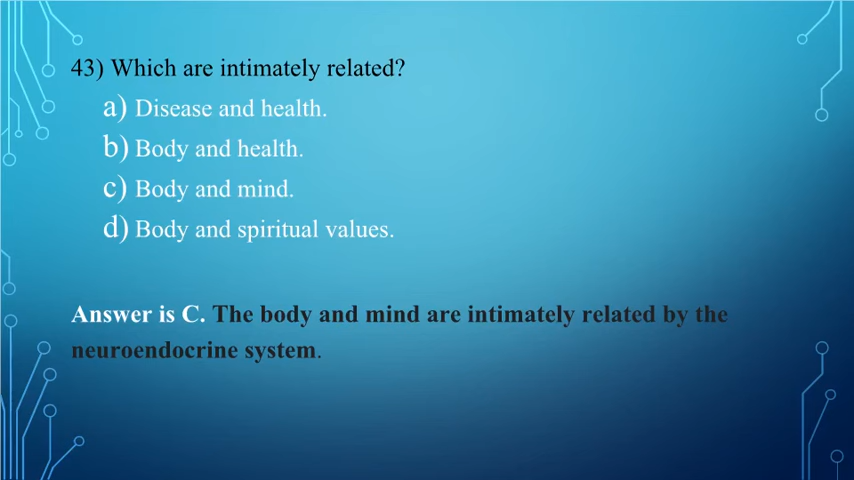 43) Which are intimately related?
a) Disease and health.
b) Body and health.
c) Body and mind.
d) Body and spiritual values.
Answer is C. The body and mind are intimately related by the
neuroendocrine system.